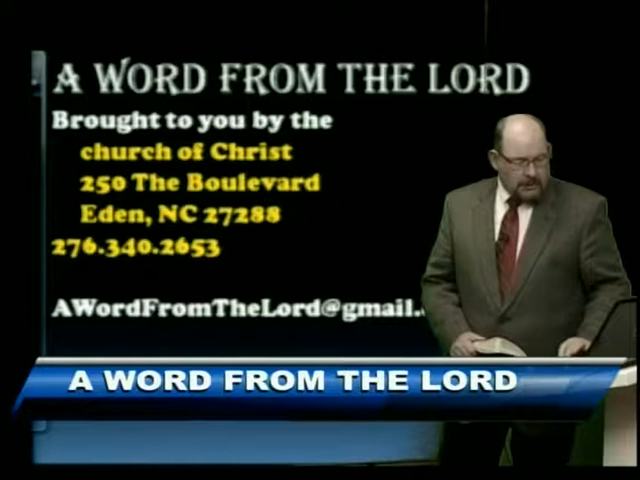 A WORD FROM THE LORD
Brought to you by the
church of Christ
250 The Boulevard
Eden, NC 27288
276.340.2653
AWordFromTheLord@gmail.
A WORD FROM THE LORD